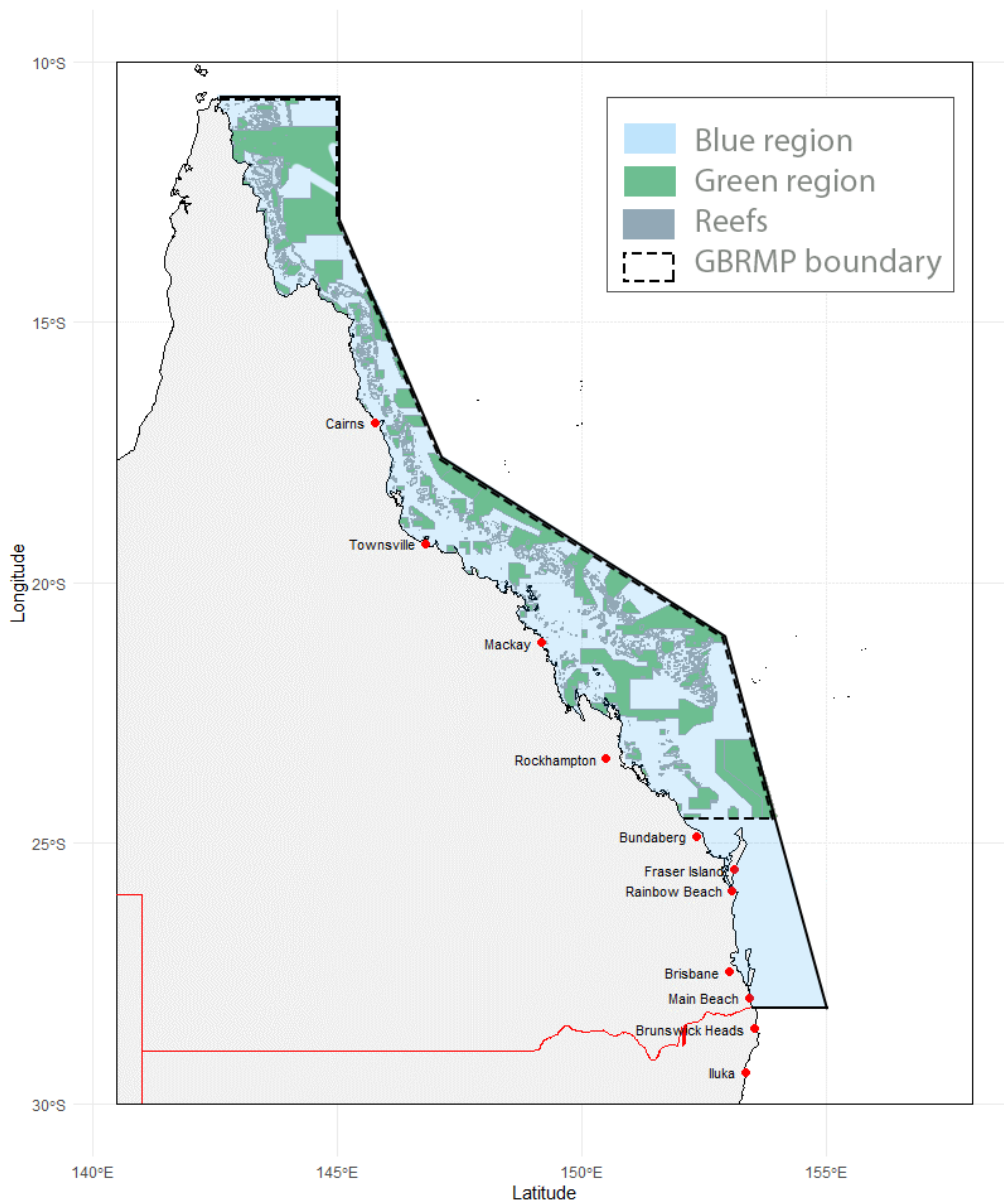 10°S
Blue region
Green region
Reefs
GBRMP boundary
15°S
Cairns
Townsville
20°S
Longitude
Mackay
Rockhampton
Bundaberg
25°S
Fraser Island
Rainbow Beach
Brisbane
Main Beach
Brunswick Heads
Iluka
30°S
140°E
145°E
150°E
155°E
Latitude